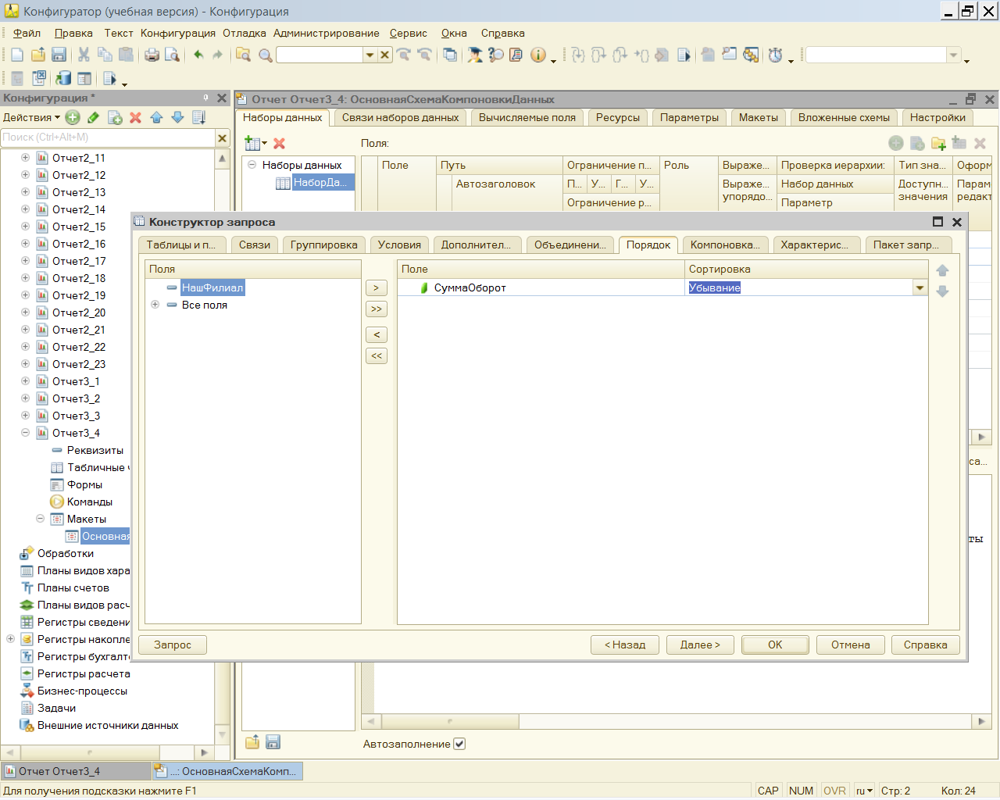 Конфигуратор (учебная версия) - Конфигурация
Файл Правка Текст Конфигурация Отладка Администрирование Сервис Окна Справка
Конфигурация *
Действия
Поиск (Ctrl+Alt+M)
Отчет2_11
Отчет2_12
Отчет2_13
Отчет2_14
Отчет2_15
Отчет2_16
Отчет2_17
Отчет2_18
Отчет2_19
Отчет2_20
Отчет2_21
Отчет2_22
Отчет2_23
Отчет3_1
Отчет3_2
Отчет3_3
Отчет3_4
Реквизиты
Табличные
Формы
Команды
Макеты
Основная
Обработки
Планы видов хара
Планы счетов
Планы видов расч
Регистры сведени
Регистры накопле
Регистры бухгалт
Регистры расчета
Бизнес-процессы
Задачи
Внешние источники данных
Отчет Отчет3_4: ОсновнаяСхемаКомпоновкиДанных
Наборы данных Связи наборов данных Вычисляемые поля Ресурсы Параметры Макеты Вложенные схемы Настройки
Поля:
Наборы данных
НаборДа...
Поле Путь Ограничение п... Роль Выраже... Проверка иерархии: Тип зна... Оформ
Автозаголовок П... У... Г... У... Выраже... упорядо... Набор данных Доступн... значения Парам редакт
Ограничение р... Параметр
са...
ты
Автозаполнение
Конструктор запроса
Таблицы и п... Связи Группировка Условия Дополнител... Объединени... Порядок Компоновка... Характерис... Пакет запр...
Поля
НашФилиал
Все поля
>
>>
<
<<
Поле Сортировка
СуммаОборот Убывание
Запрос < Назад Далее > OK Отмена Справка
Отчет Отчет3_4 ...: ОсновнаяСхемаКомп...
Для получения подсказки нажмите F1 CAP NUM OVR ru Стр: 2 Кол: 24